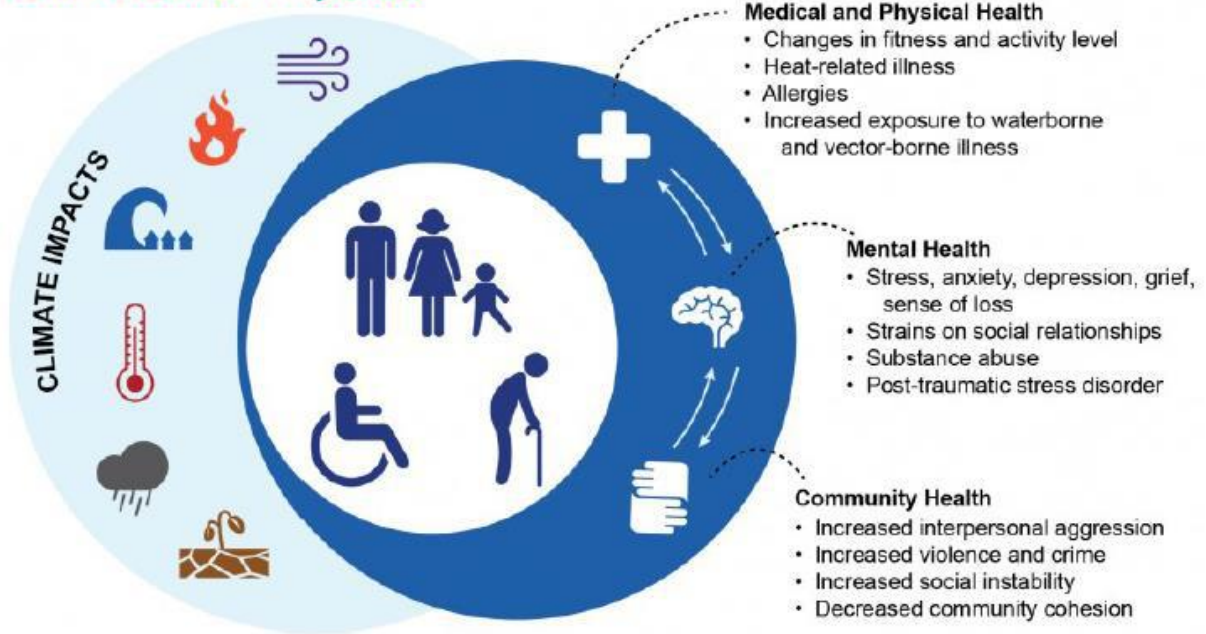 CLIMATE IMPACTS
Medical and Physical Health
• Changes in fitness and activity level
• Heat-related illness
• Allergies
• Increased exposure to waterborne
and vector-borne illness
Mental Health
• Stress, anxiety, depression, grief,
sense of loss
• Strains on social relationships
• Substance abuse
• Post-traumatic stress disorder
Community Health
• Increased interpersonal aggression
• Increased violence and crime
• Increased social instability
• Decreased community cohesion